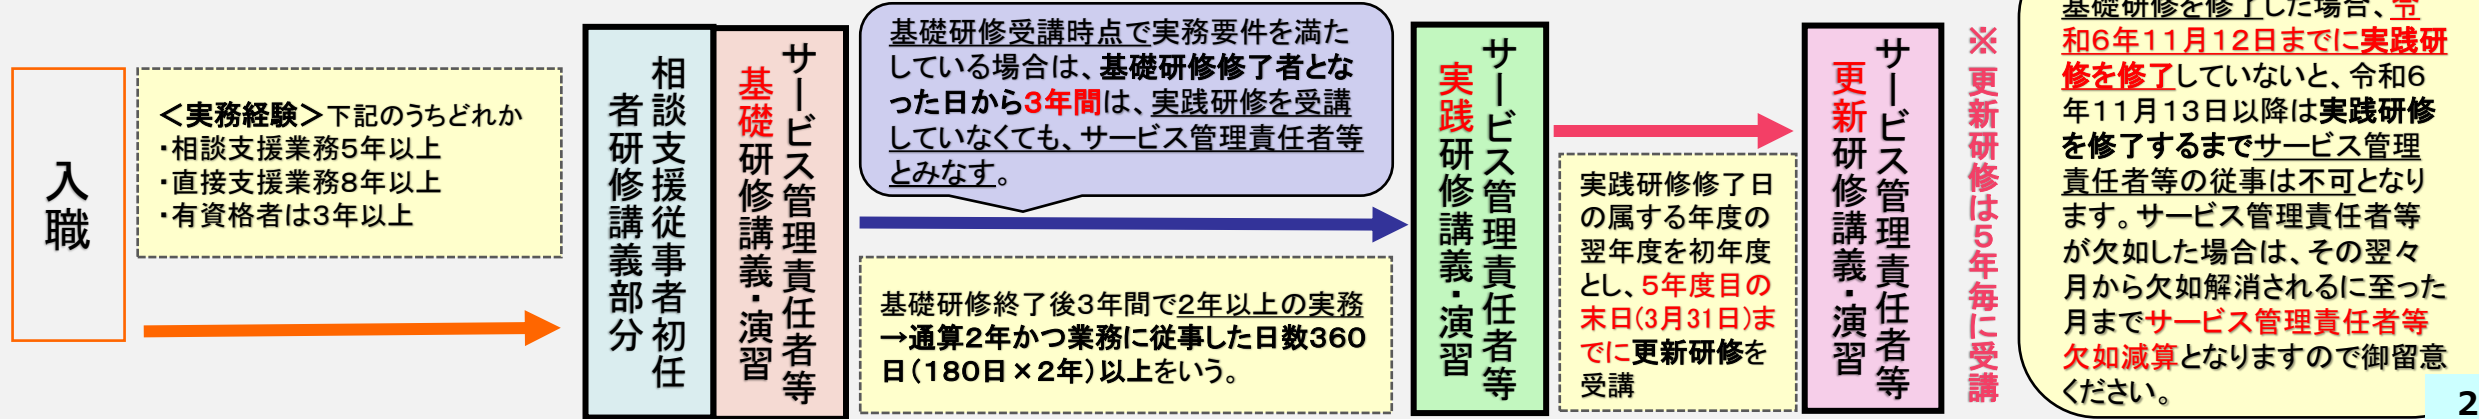 入職
＜実務経験＞下記のうちどれか
・相談支援業務５年以上
・直接支援業務８年以上
・有資格者は３年以上
相談支援従事者初任
者研修講義部分
サービス管理責任者等
基礎研修講義・演習
基礎研修受講時点で実務要件を満た
している場合は、基礎研修修了者とな
った日から３年間は、実践研修を受講
していなくても、サービス管理責任者等
とみなす。
基礎研修終了後３年間で２年以上の実務
→通算２年かつ業務に従事した日数３６０
日（１８０日×２年）以上をいう。
サービス管理責任者等
実践研修講義・演習
実践研修修了日
の属する年度の
翌年度を初年度
とし、５年度目の
末日(3月31日)ま
でに更新研修を
受講
サービス管理責任者等
更新研修講義・演習
※更新研修は５年毎に受講
基礎研修を修了した場合、令
和６年１１月１２日までに実践研
修を修了していないと、令和６
年１１月１３日以降は実践研修
を修了するまでサービス管理
責任者等の従事は不可となり
ます。サービス管理責任者等
が欠如した場合は、その翌々
月から欠如解消されるに至った
月までサービス管理責任者等
欠如減算となりますので御留意
ください。
2